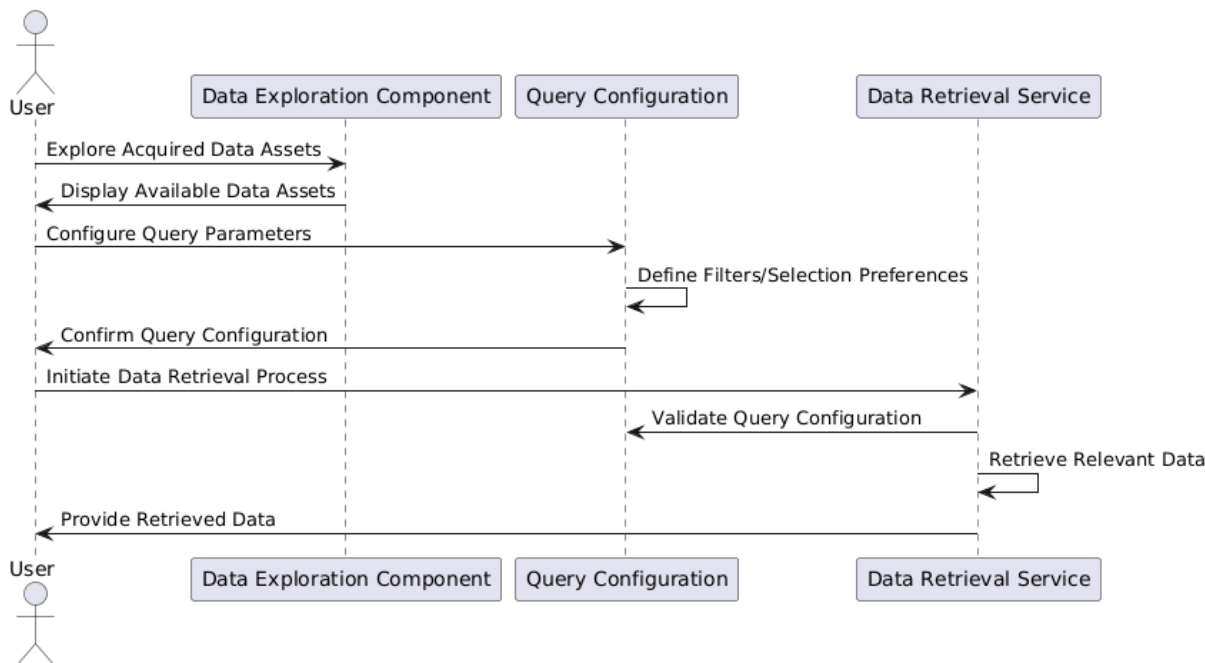 User
Data Exploration Component
Query Configuration
Data Retrieval Service
Explore Acquired Data Assets
Display Available Data Assets
Configure Query Parameters
Define Filters/Selection Preferences
Confirm Query Configuration
Initiate Data Retrieval Process
Validate Query Configuration
Retrieve Relevant Data
Provide Retrieved Data
User
Data Exploration Component
Query Configuration
Data Retrieval Service